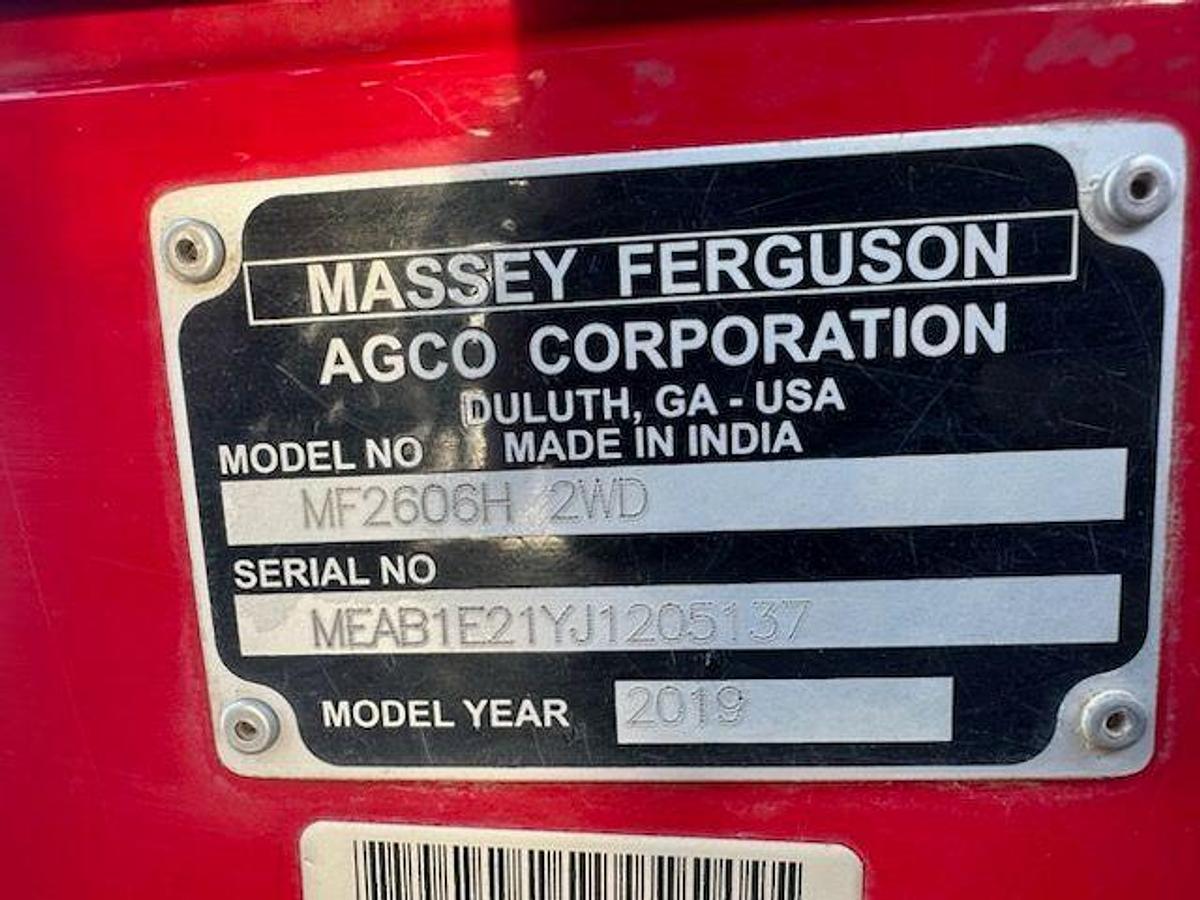 MASSEY FERGUSON
AGCO CORPORATION
DULUTH, GA - USA
MODEL NO MADE IN INDIA
MF2606H 2WD
SERIAL NO
MEAB1E21YJ1205137
MODEL YEAR 2019